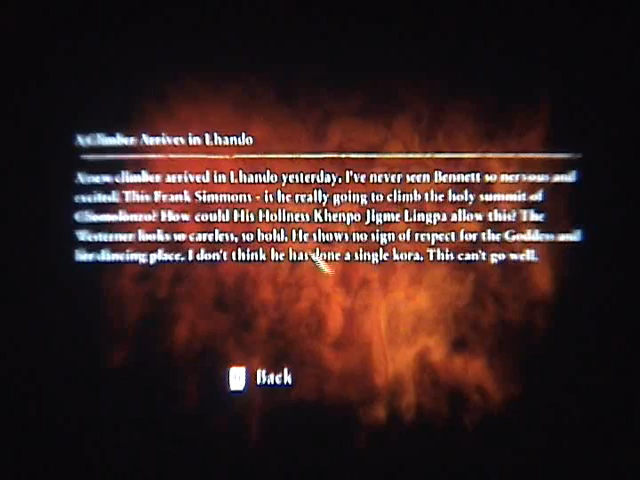 A Climber Arrives in Lhando
A new climber arrived in Lhando yesterday. I've never seen Bennett so nervous and
excited. This Frank Simmons - is he really going to climb the holy summit of
Chomolonzo? How could His Holiness Khenpo Jigme Lingpa allow this? The
Westerner looks so careless, so bold. He shows no sign of respect for the Goddess and
her dancing place. I don't think he has done a single kora. This can't go well.
Back